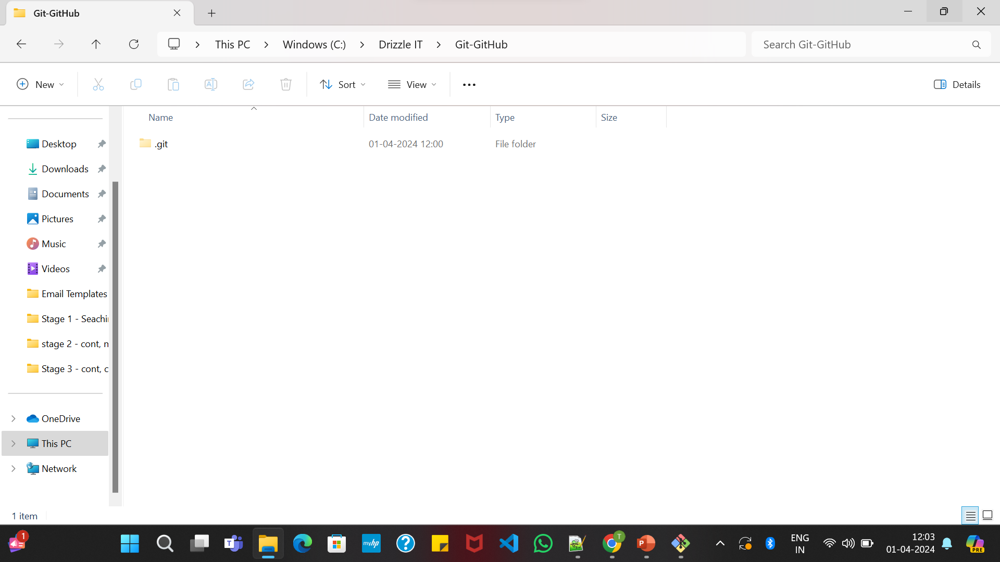 Git-GitHub
This PC > Windows (C:) > Drizzle IT > Git-GitHub
Search Git-GitHub
New
Sort
View
Details
Name
Date modified
Type
Size
.git
01-04-2024 12:00
File folder
Desktop
Downloads
Documents
Pictures
Music
Videos
Email Templates
Stage 1 - Seachi
stage 2 - cont, n
Stage 3 - cont, c
OneDrive
This PC
Network
1 item
1
T
myhp
?
T
P
ENG
IN
12:03
01-04-2024
PRE